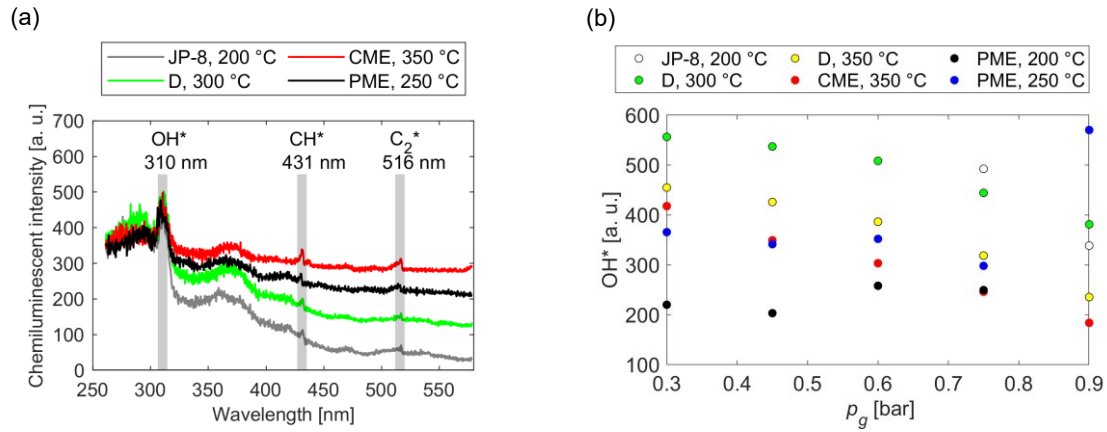 (a)
JP-8, 200 °C
CME, 350 °C
D, 300 °C
PME, 250 °C
700
600
500
400
300
200
100
0
Chemiluminescent intensity [a. u.]
OH*
310 nm
CH*
431 nm
C2*
516 nm
250 300 350 400 450 500 550
Wavelength [nm]
(b)
JP-8, 200 °C
D, 350 °C
PME, 200 °C
D, 300 °C
CME, 350 °C
PME, 250 °C
600
500
400
300
200
100
OH* [a. u.]
0.3 0.4 0.5 0.6 0.7 0.8 0.9
pg [bar]